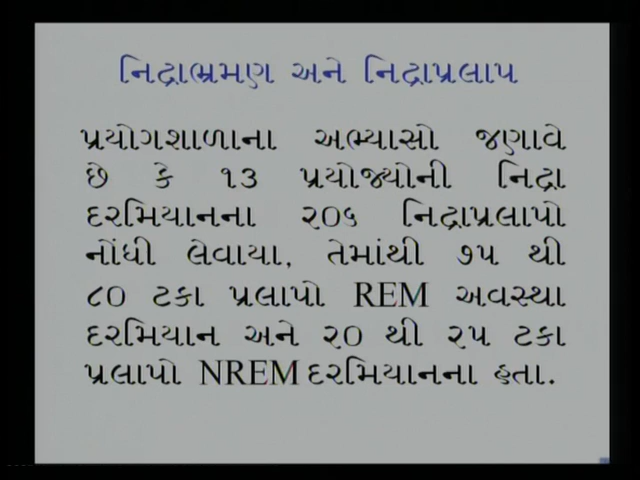 નિદ્રાભ્રમણ અને નિદ્રાપ્રલાપ
પ્રયોગશાળાના અભ્યાસો જણાવે
છે કે ૧૩ પ્રયોજ્યોની નિદ્રા
દરમિયાનના ૨૦૬ નિદ્રાપ્રલાપો
નોંધી લેવાયા, તેમાંથી ૭૫ થી
૮૦ ટકા પ્રલાપો REM અવસ્થા
દરમિયાન અને ૨૦ થી ૨૫ ટકા
પ્રલાપો NREM દરમિયાનના હતા.